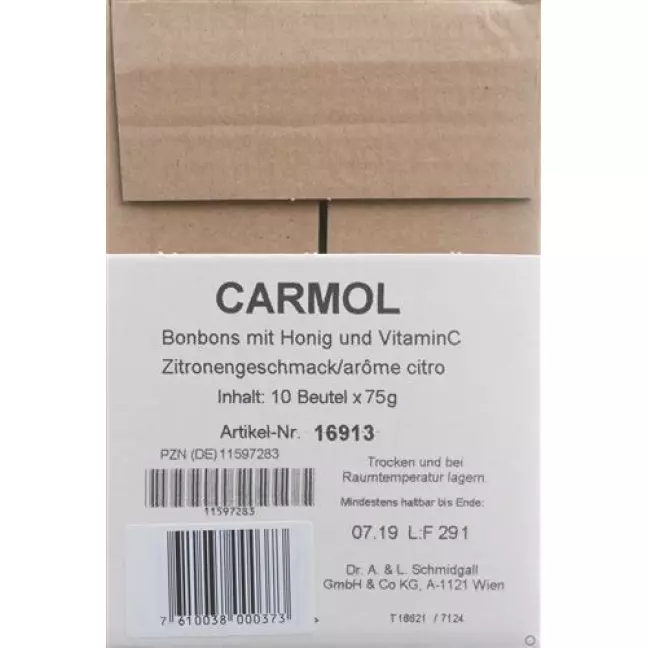 CARMOL
Bonbons mit Honig und VitaminC
Zitronengeschmack/arôme citro
Inhalt: 10 Beutel x 75g
Artikel-Nr. 16913
PZN (DE)11597283
11597283
Trocken und bei
Raumtemperatur lagern.
Mindestens haltbar bis Ende:
07.19 L:F 291
Dr. A. & L. Schmidgall
GmbH & Co KG, A-1121 Wien
7 610038 000373
T16621 / 7124